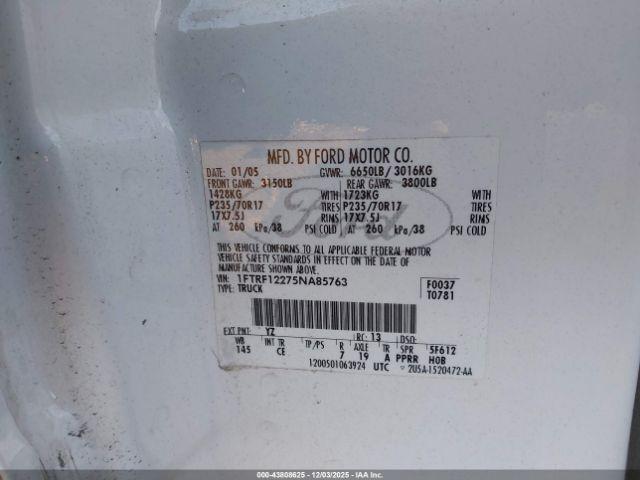 MFD. BY FORD MOTOR CO.
DATE: 01/05 GVWR: 6650LB / 3016KG
FRONT GAWR: 3150LB REAR GAWR: 3800LB
1428KG WITH 1723KG WITH
P235/70R17 TIRES P235/70R17 TIRES
17X7.5J RIMS 17X7.5J RIMS
AT 260 kPa/38 PSI COLD AT 260 kPa/38 PSI COLD
Ford
THIS VEHICLE CONFORMS TO ALL APPLICABLE FEDERAL MOTOR
VEHICLE SAFETY STANDARDS IN EFFECT ON THE DATE OF
MANUFACTURE SHOWN ABOVE.
VIN: 1FTRF12275NA85763 F0037
TYPE: TRUCK T0781
EXT PNT: YZ RC: 13 DSO:
WB INT TR TP/PS R AXLE TR SPR 5F612
145 CE 7 19 A PPRR H0B
1200501063924 UTC 2U5A-1520472-AA
000-43808625 - 12/03/2025 - IAA Inc.